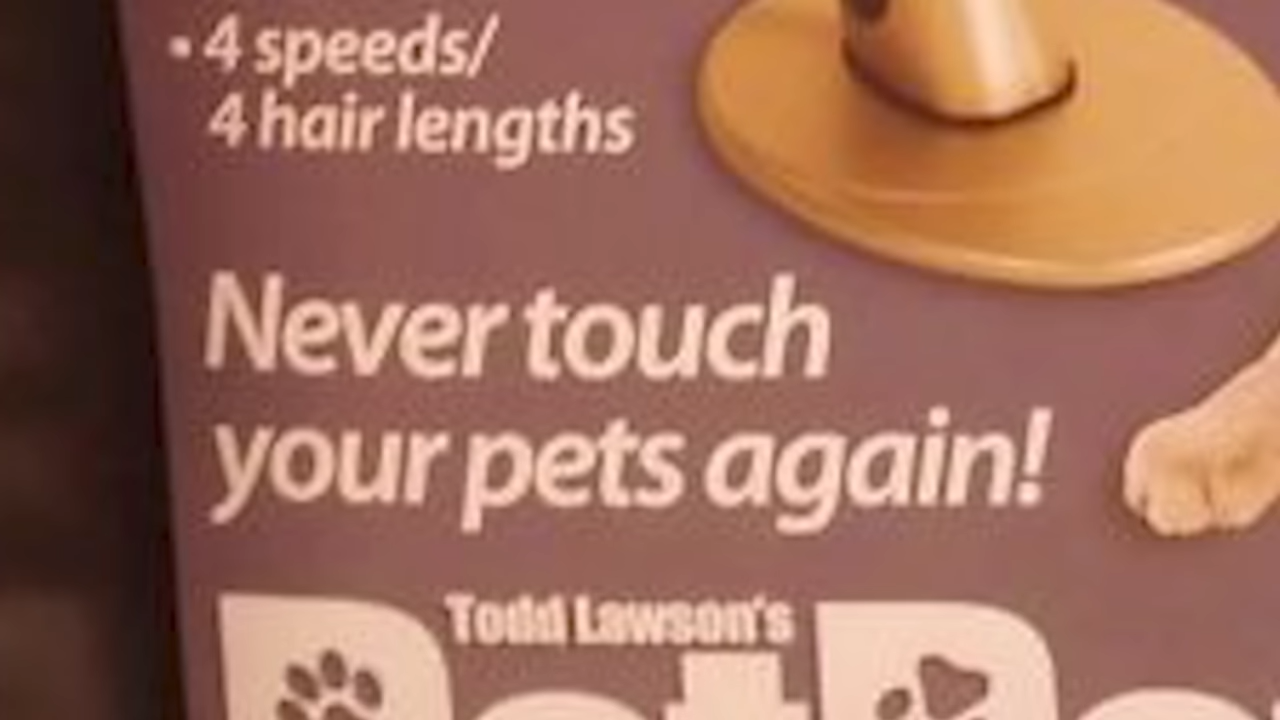 • 4 speeds/
4 hair lengths
Never touch
your pets again!
Todd Lawson's